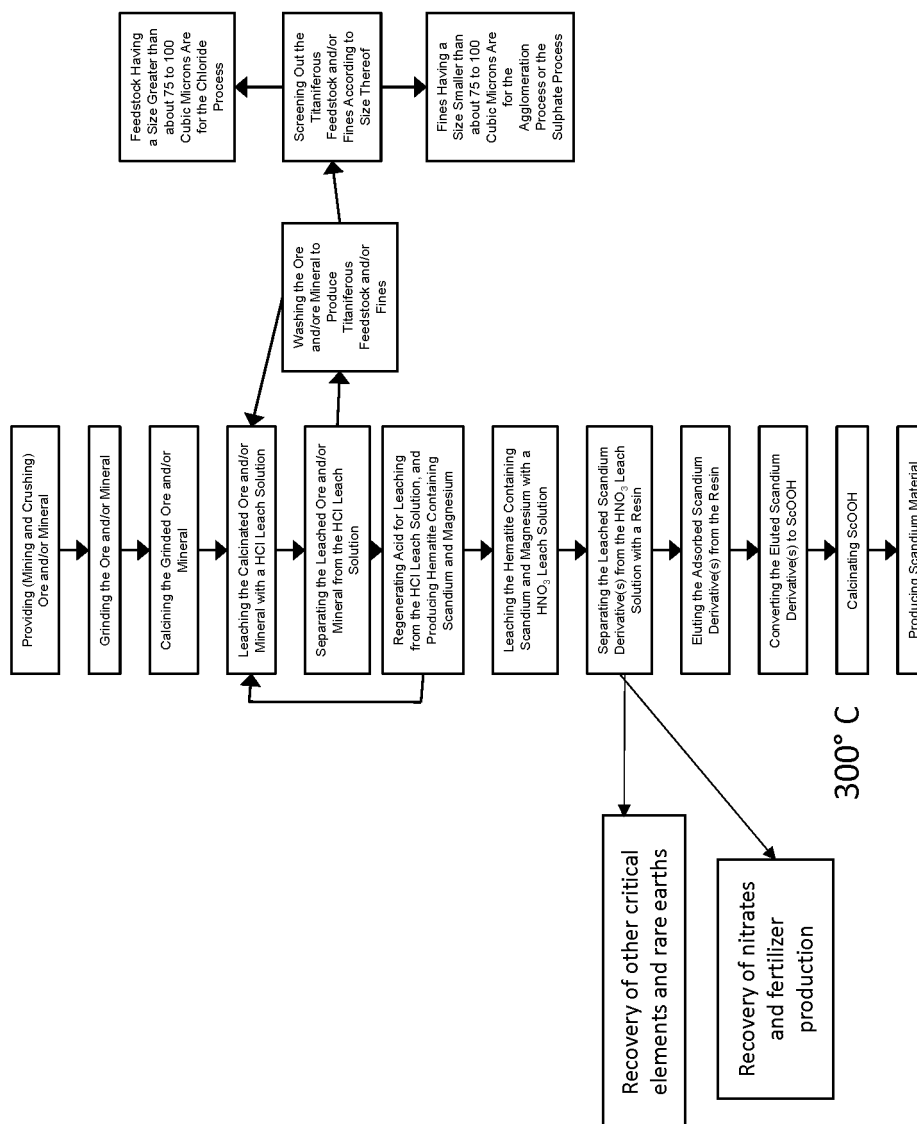 Providing (Mining and Crushing)
Ore and/or Mineral
Grinding the Ore and/or Mineral
Calcining the Grinded Ore and/or
Mineral
Leaching the Calcinated Ore and/or
Mineral with a HCl Leach Solution
Separating the Leached Ore and/or
Mineral from the HCl Leach
Solution
Regenerating Acid for Leaching
from the HCl Leach Solution, and
Producing Hematite Containing
Scandium and Magnesium
Leaching the Hematite Containing
Scandium and Magnesium with a
HNO₃ Leach Solution
Separating the Leached Scandium
Derivative(s) from the HNO₃ Leach
Solution with a Resin
Eluting the Adsorbed Scandium
Derivative(s) from the Resin
Converting the Eluted Scandium
Derivative(s) to ScOOH
Calcinating ScOOH
Producing Scandium Material
Washing the Ore
and/ore Mineral to
Produce
Titaniferous
Feedstock and/or
Fines
Feedstock Having
a Size Greater than
about 75 to 100
Cubic Microns Are
for the Chloride
Process
Screening Out the
Titaniferous
Feedstock and/or
Fines According to
Size Thereof
Fines Having a
Size Smaller than
about 75 to 100
Cubic Microns Are
for the
Agglomeration
Process or the
Sulphate Process
Recovery of other critical
elements and rare earths
Recovery of nitrates
and fertilizer
production
300° C